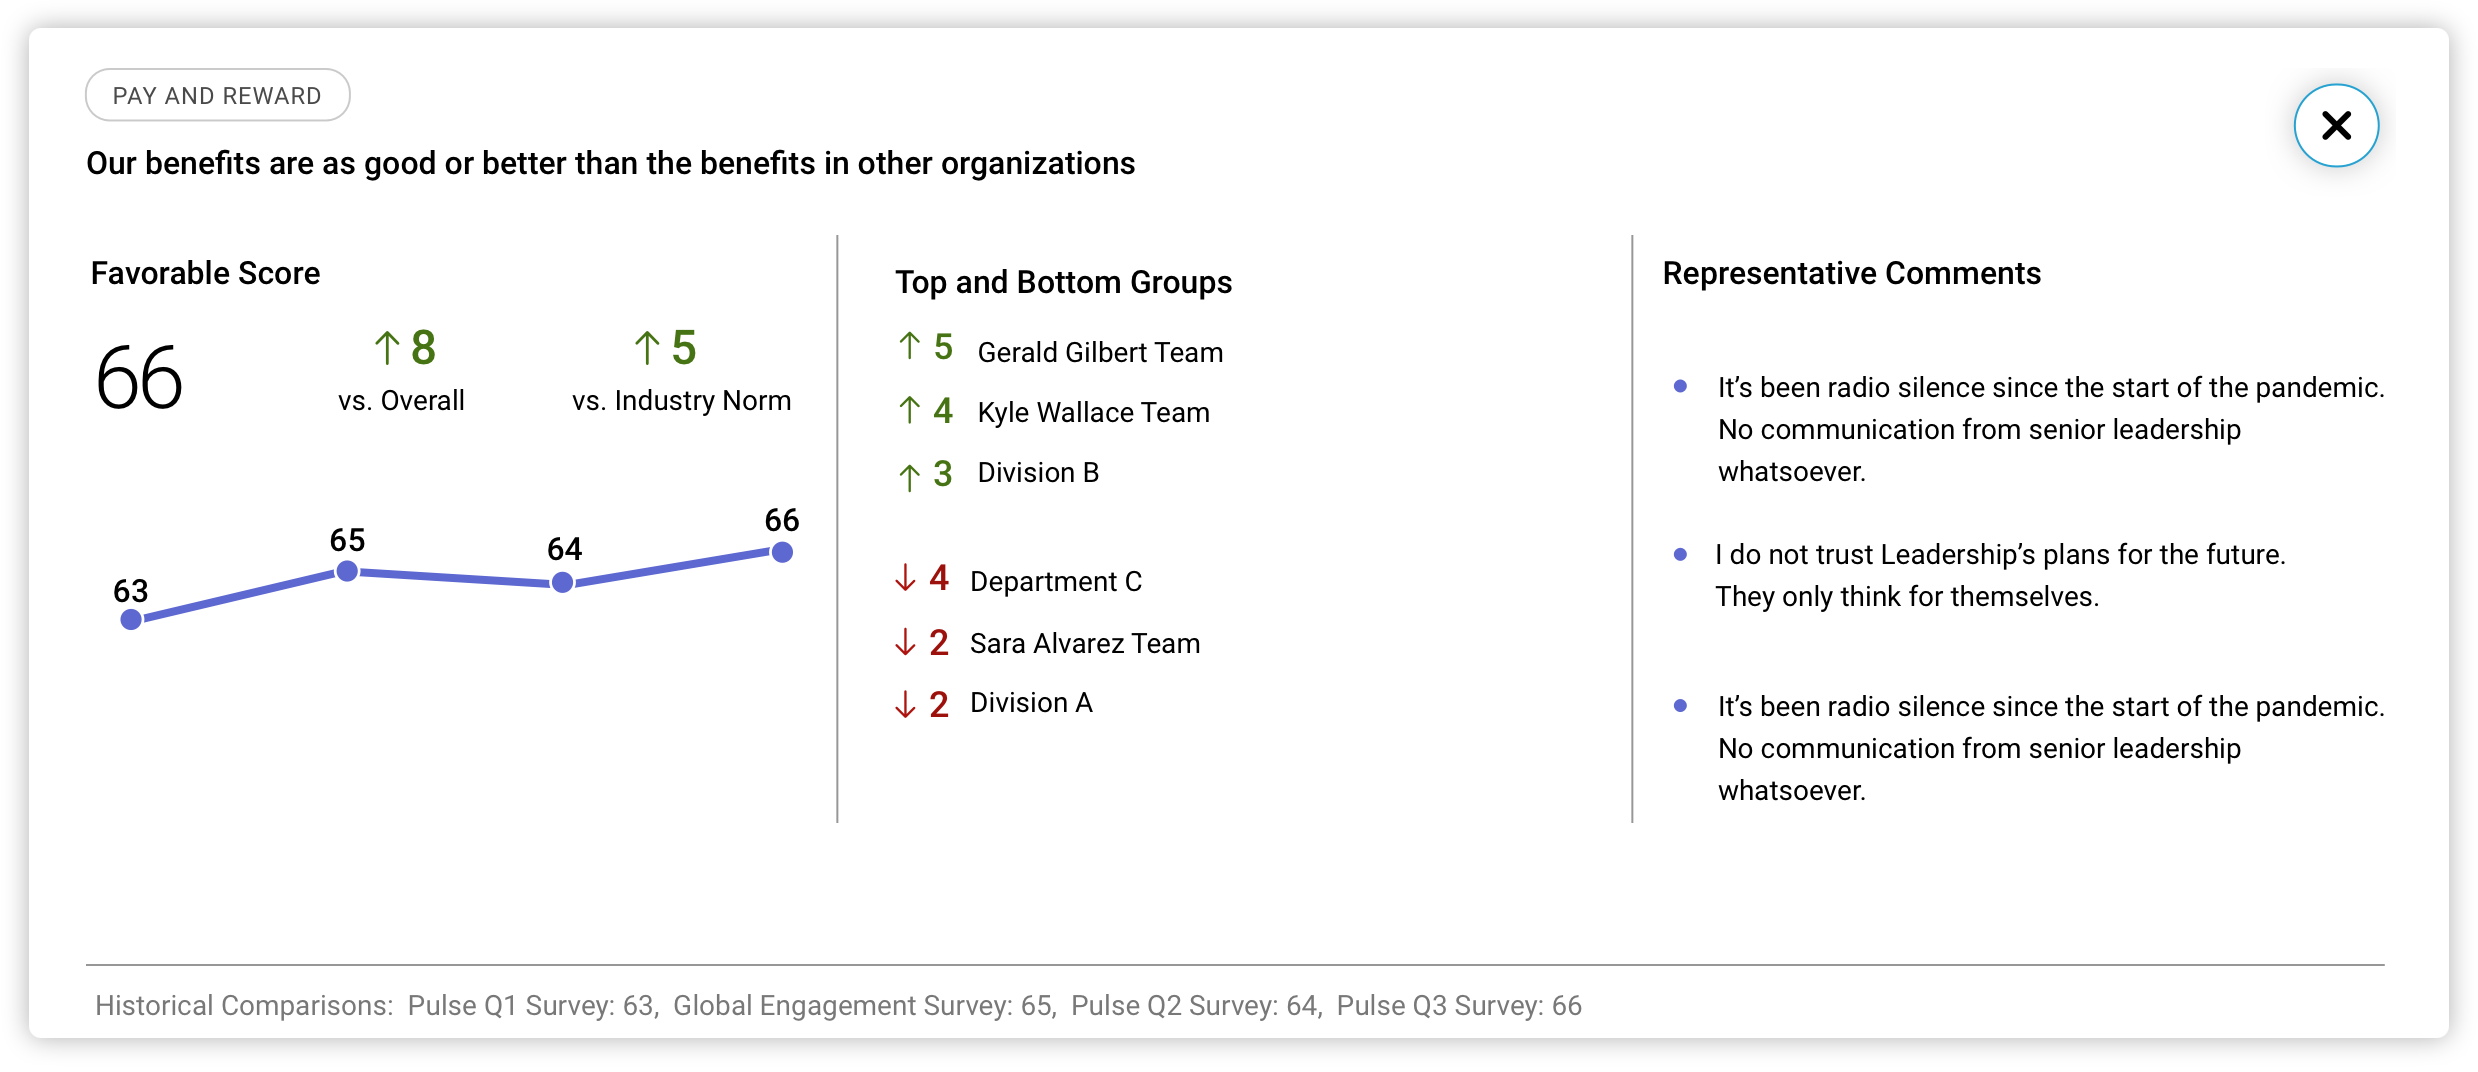 PAY AND REWARD
Our benefits are as good or better than the benefits in other organizations
Favorable Score
66
↑ 8
vs. Overall
↑ 5
vs. Industry Norm
63
65
64
66
Top and Bottom Groups
↑ 5 Gerald Gilbert Team
↑ 4 Kyle Wallace Team
↑ 3 Division B
↓ 4 Department C
↓ 2 Sara Alvarez Team
↓ 2 Division A
Representative Comments
It’s been radio silence since the start of the pandemic.
No communication from senior leadership
whatsoever.
I do not trust Leadership’s plans for the future.
They only think for themselves.
It’s been radio silence since the start of the pandemic.
No communication from senior leadership
whatsoever.
Historical Comparisons: Pulse Q1 Survey: 63, Global Engagement Survey: 65, Pulse Q2 Survey: 64, Pulse Q3 Survey: 66